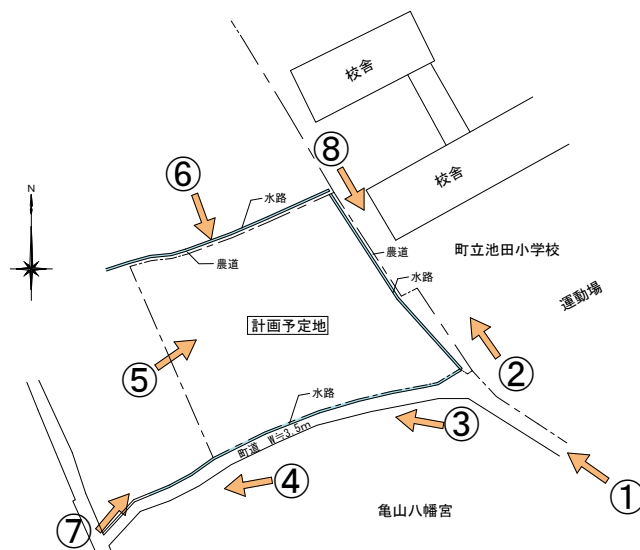 校舎
⑧
⑥
校舎
水路
N
農道
農道
町立池田小学校
水路
運動場
計画予定地
②
⑤
水路
③
町道 W≒3.5m
④
①
⑦
亀山八幡宮